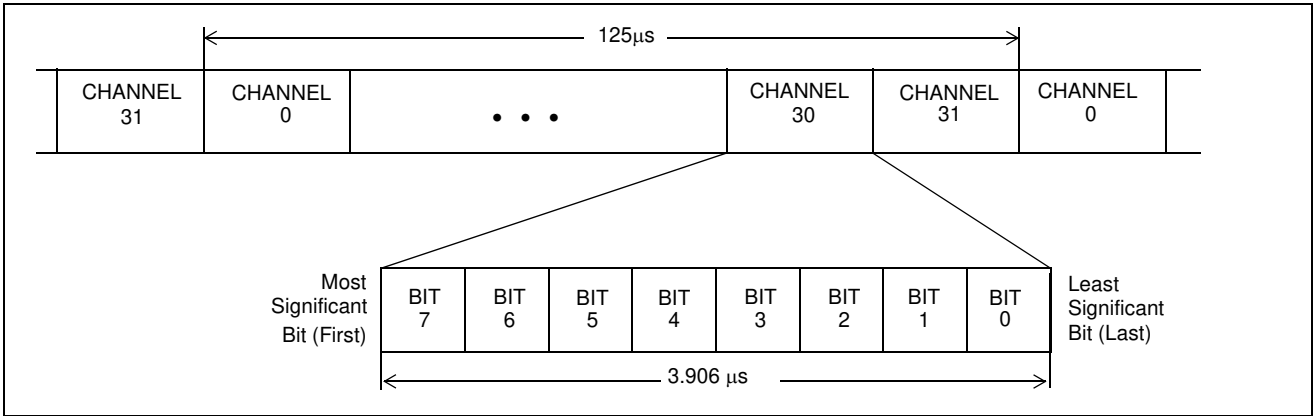 125μs
CHANNEL 31
CHANNEL 0
• • •
CHANNEL 30
CHANNEL 31
CHANNEL 0
Most
Significant
Bit (First)
BIT 7
BIT 6
BIT 5
BIT 4
BIT 3
BIT 2
BIT 1
BIT 0
Least
Significant
Bit (Last)
3.906 μs